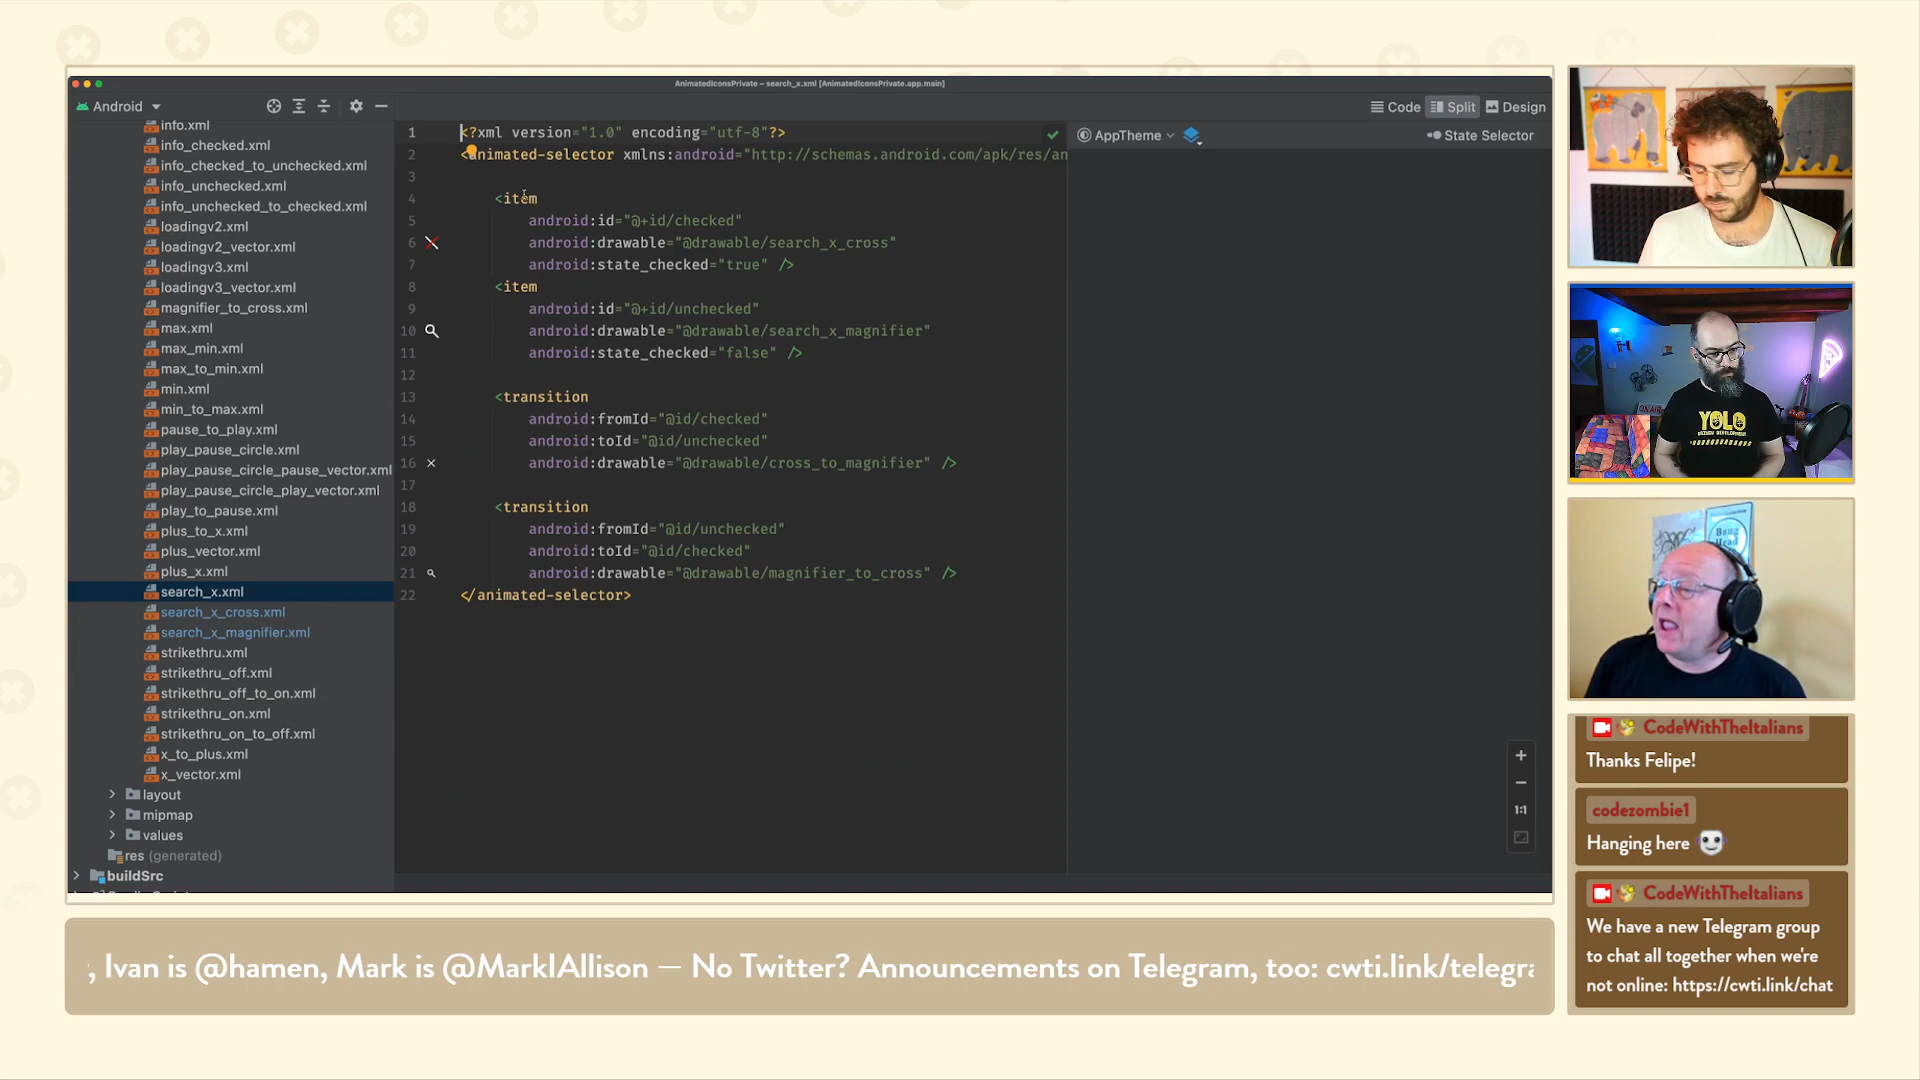 AnimatedIconsPrivate – search_x.xml [AnimatedIconsPrivate.app.main]
Android
Code
Split
Design
AppTheme
State Selector
info.xml
info_checked.xml
info_checked_to_unchecked.xml
info_unchecked.xml
info_unchecked_to_checked.xml
loadingv2.xml
loadingv2_vector.xml
loadingv3.xml
loadingv3_vector.xml
magnifier_to_cross.xml
max.xml
max_min.xml
max_to_min.xml
min.xml
min_to_max.xml
pause_to_play.xml
play_pause_circle.xml
play_pause_circle_pause_vector.xml
play_pause_circle_play_vector.xml
play_to_pause.xml
plus_to_x.xml
plus_vector.xml
plus_x.xml
search_x.xml
search_x_cross.xml
search_x_magnifier.xml
strikethru.xml
strikethru_off.xml
strikethru_off_to_on.xml
strikethru_on.xml
strikethru_on_to_off.xml
x_to_plus.xml
x_vector.xml
layout
mipmap
values
res (generated)
buildSrc
1 <?xml version="1.0" encoding="utf-8"?>
2 <animated-selector xmlns:android="http://schemas.android.com/apk/res/an
3
4 <item
5 android:id="@+id/checked"
6 android:drawable="@drawable/search_x_cross"
7 android:state_checked="true" />
8 <item
9 android:id="@+id/unchecked"
10 android:drawable="@drawable/search_x_magnifier"
11 android:state_checked="false" />
12
13 <transition
14 android:fromId="@id/checked"
15 android:toId="@id/unchecked"
16 android:drawable="@drawable/cross_to_magnifier" />
17
18 <transition
19 android:fromId="@id/unchecked"
20 android:toId="@id/checked"
21 android:drawable="@drawable/magnifier_to_cross" />
22 </animated-selector>
1:1
YOLO
DRIVEN DEVELOPMENT
Bang
Head
CodeWithTheItalians
Thanks Felipe!
codezombie1
Hanging here
CodeWithTheItalians
We have a new Telegram group
to chat all together when we're
not online: https://cwti.link/chat
, Ivan is @hamen, Mark is @MarkIAllison — No Twitter? Announcements on Telegram, too: cwti.link/telegra